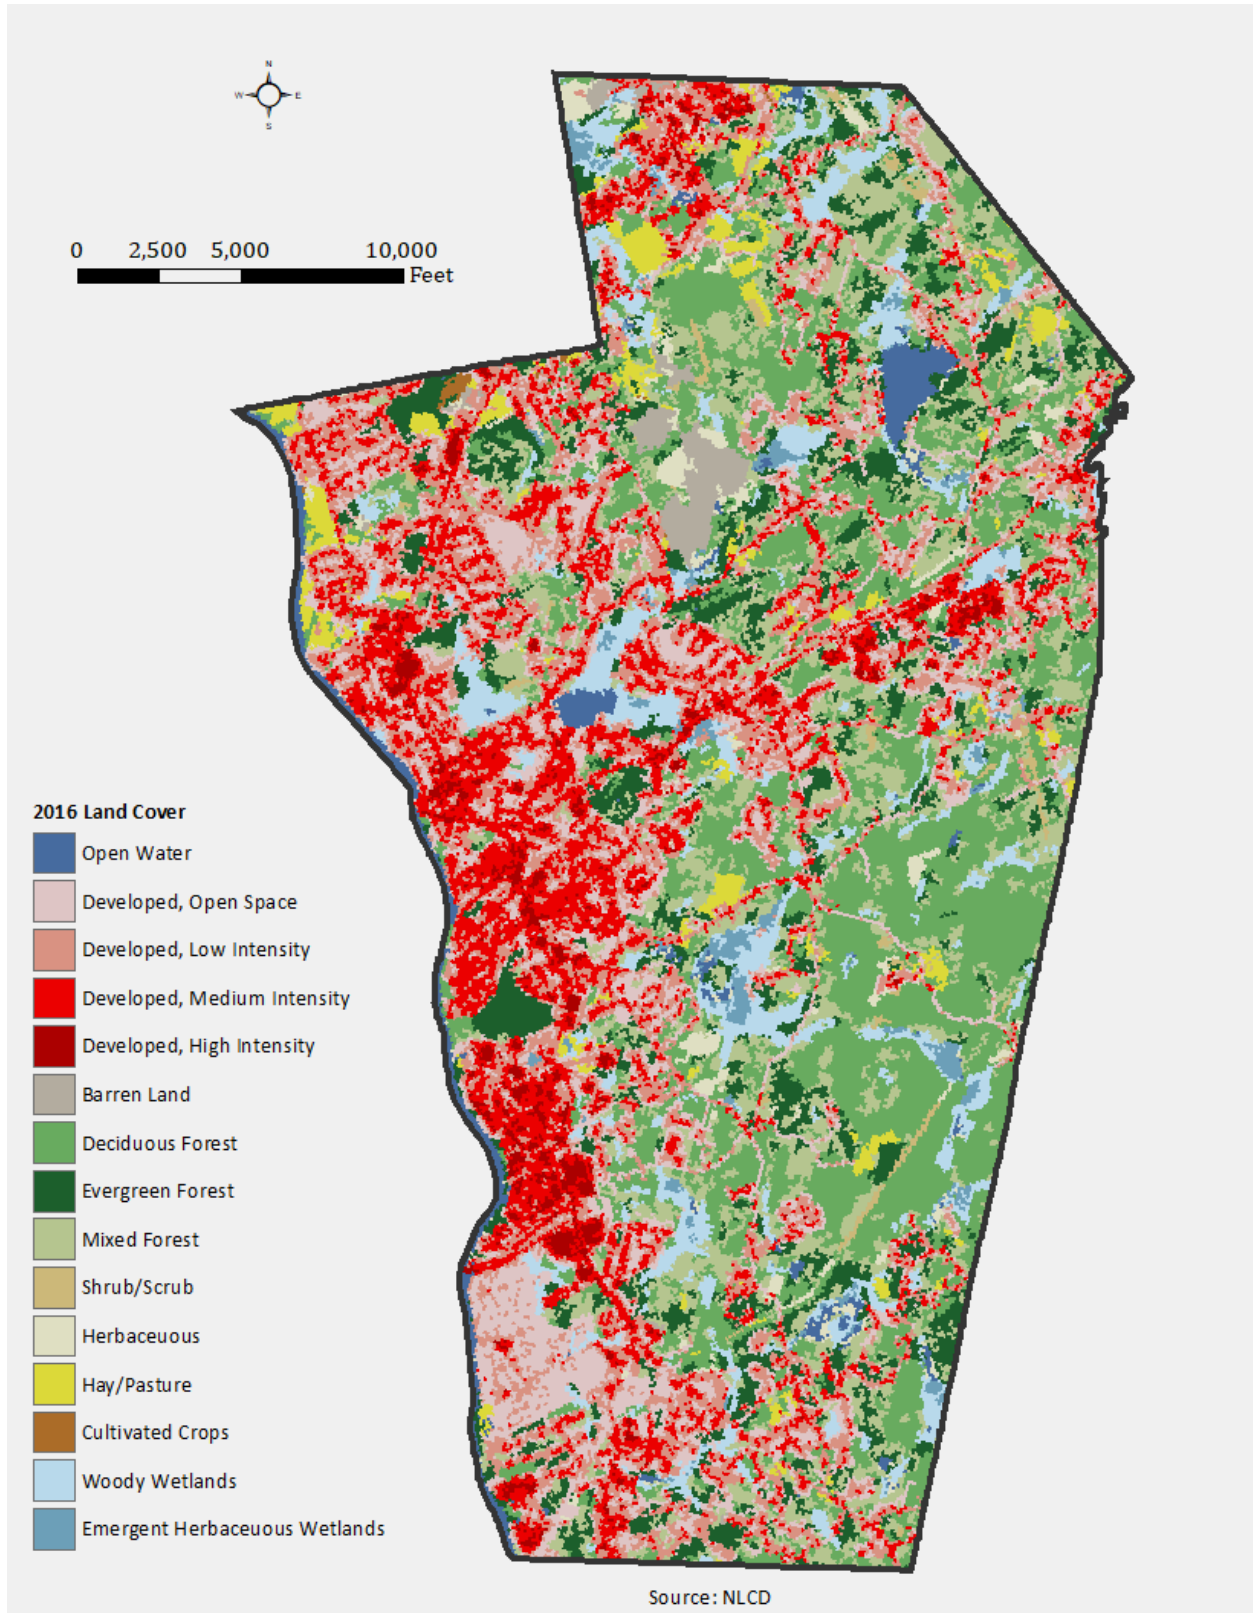 N
W E
S
0 2,500 5,000 10,000
Feet
2016 Land Cover
Open Water
Developed, Open Space
Developed, Low Intensity
Developed, Medium Intensity
Developed, High Intensity
Barren Land
Deciduous Forest
Evergreen Forest
Mixed Forest
Shrub/Scrub
Herbaceuous
Hay/Pasture
Cultivated Crops
Woody Wetlands
Emergent Herbaceuous Wetlands
Source: NLCD